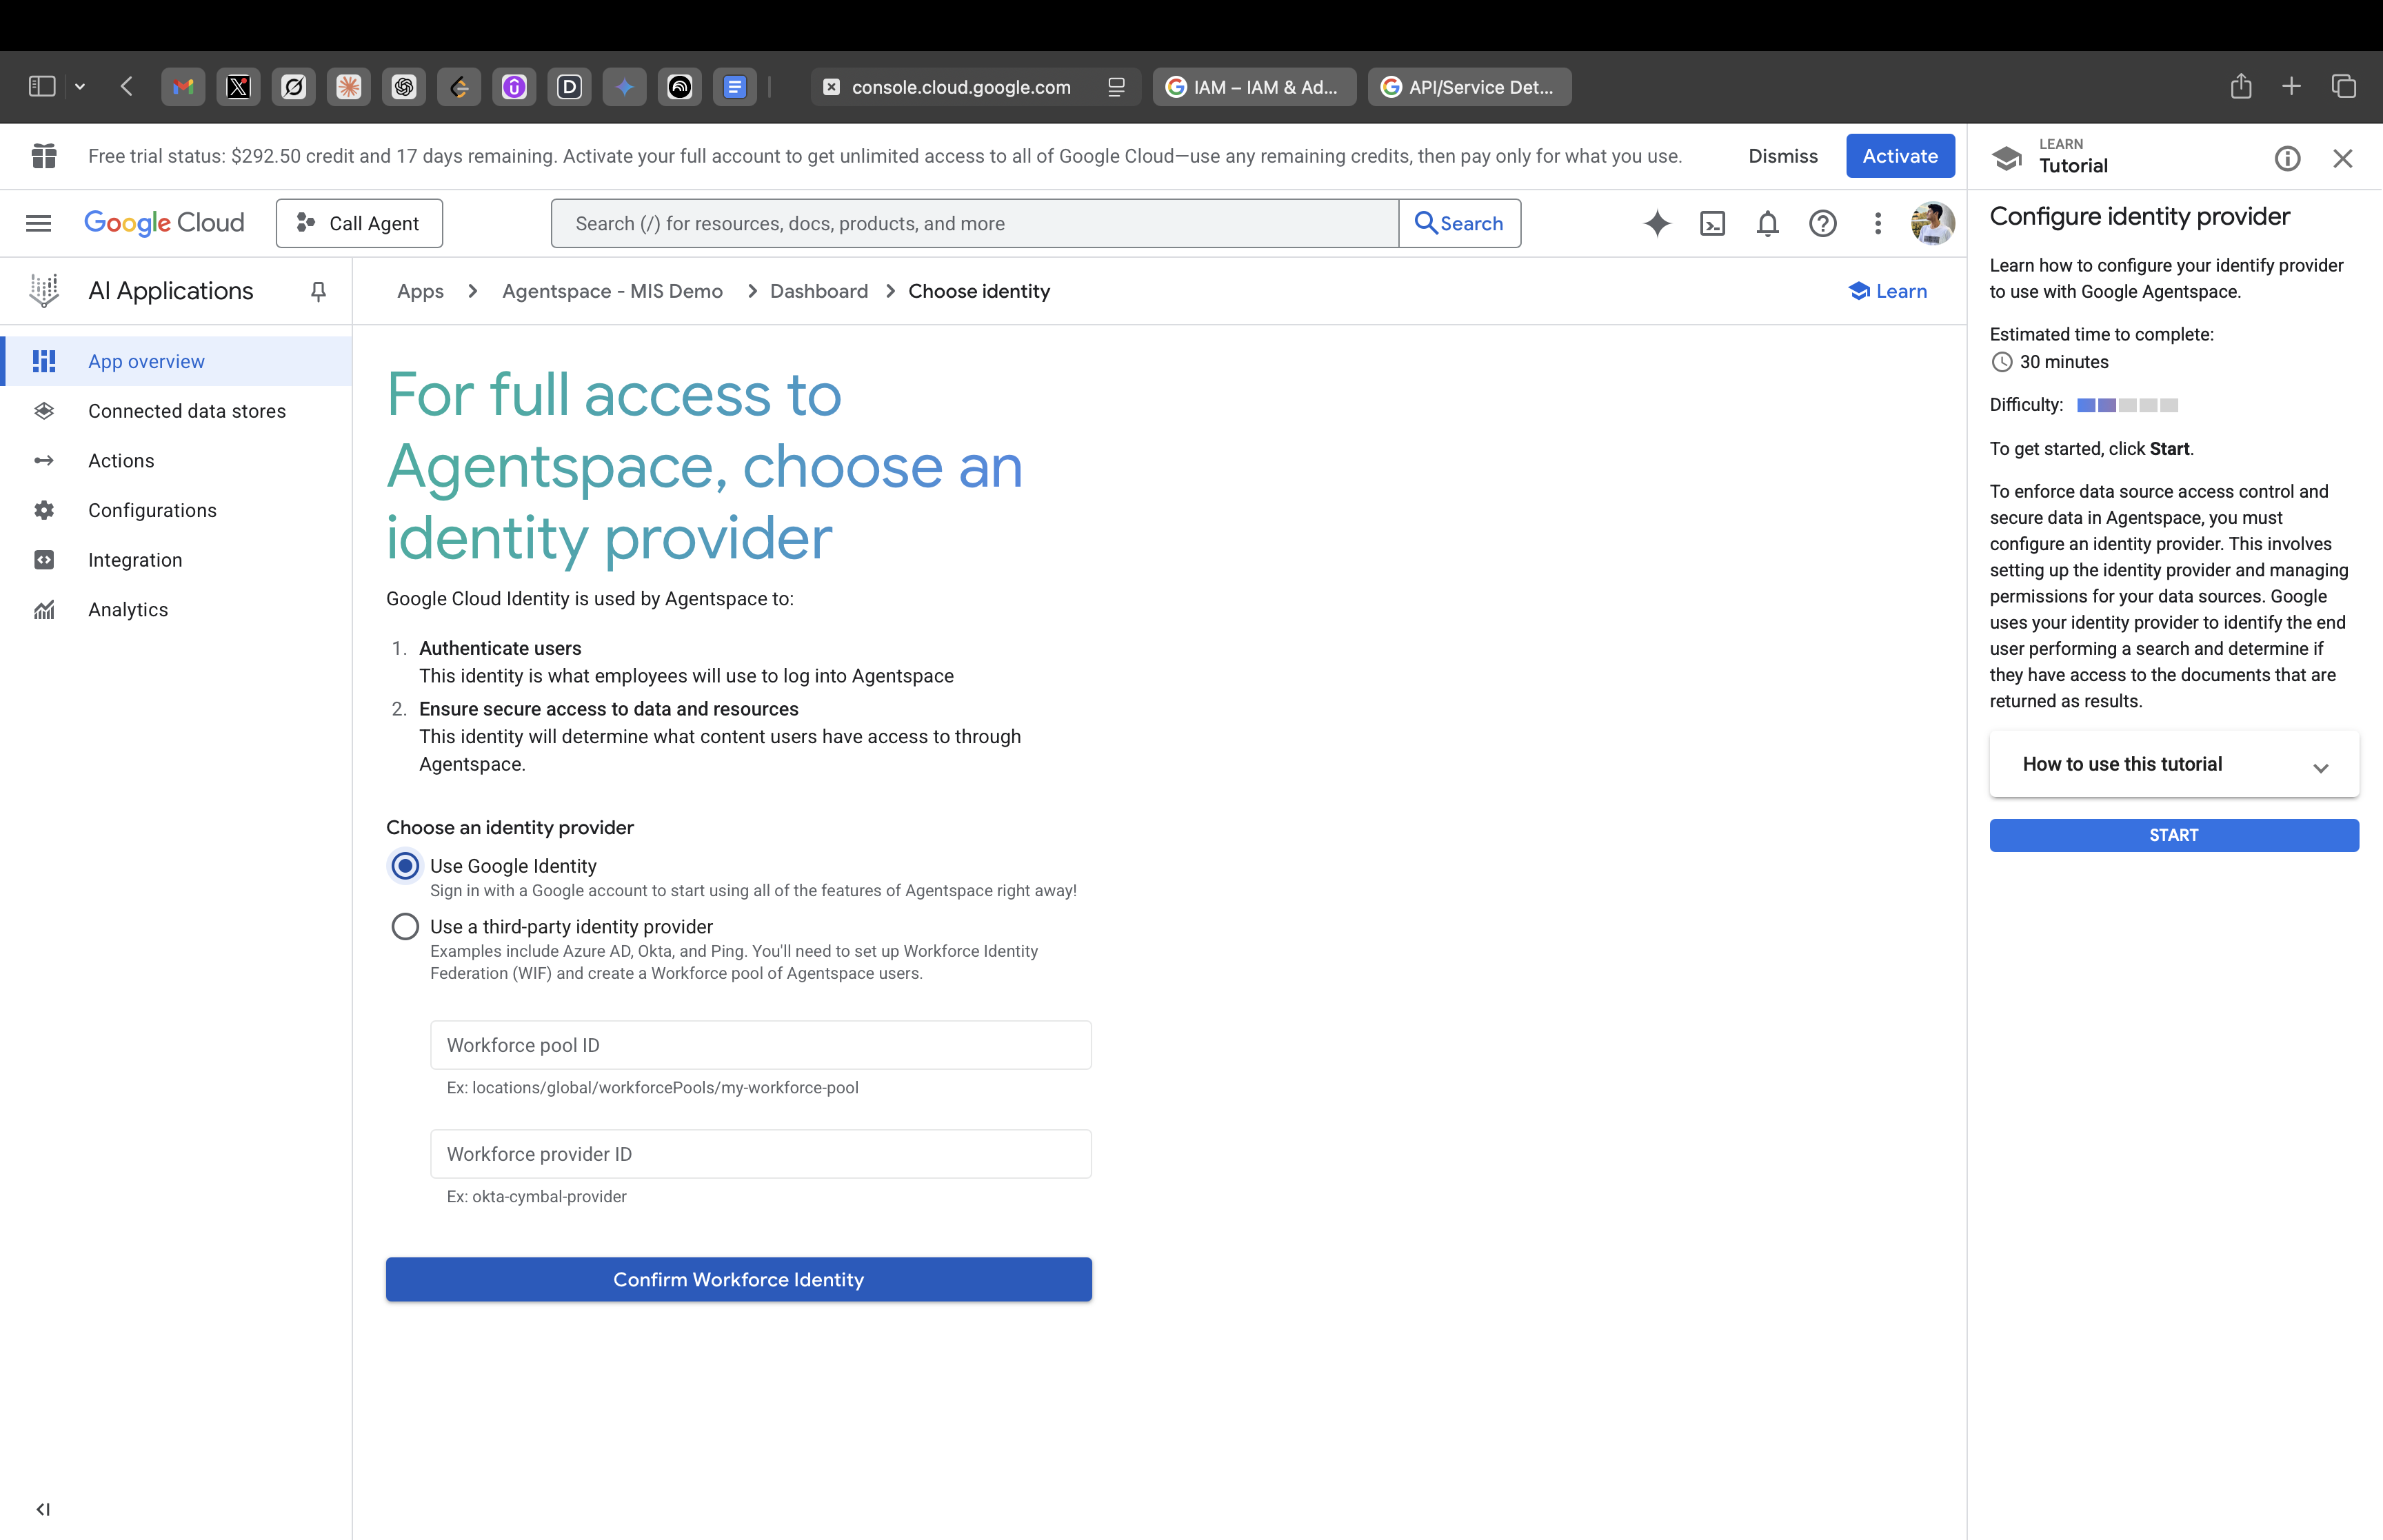 console.cloud.google.com
IAM – IAM & Ad...
API/Service Det...
Free trial status: $292.50 credit and 17 days remaining. Activate your full account to get unlimited access to all of Google Cloud—use any remaining credits, then pay only for what you use.
Dismiss
Activate
Google Cloud
Call Agent
Search (/) for resources, docs, products, and more
Search
AI Applications
App overview
Connected data stores
Actions
Configurations
Integration
Analytics
Apps
Agentspace - MIS Demo
Dashboard
Choose identity
Learn
For full access to
Agentspace, choose an
identity provider
Google Cloud Identity is used by Agentspace to:
1. Authenticate users
This identity is what employees will use to log into Agentspace
2. Ensure secure access to data and resources
This identity will determine what content users have access to through
Agentspace.
Choose an identity provider
Use Google Identity
Sign in with a Google account to start using all of the features of Agentspace right away!
Use a third-party identity provider
Examples include Azure AD, Okta, and Ping. You'll need to set up Workforce Identity
Federation (WIF) and create a Workforce pool of Agentspace users.
Workforce pool ID
Ex: locations/global/workforcePools/my-workforce-pool
Workforce provider ID
Ex: okta-cymbal-provider
Confirm Workforce Identity
LEARN
Tutorial
Configure identity provider
Learn how to configure your identify provider
to use with Google Agentspace.
Estimated time to complete:
30 minutes
Difficulty:
To get started, click Start.
To enforce data source access control and
secure data in Agentspace, you must
configure an identity provider. This involves
setting up the identity provider and managing
permissions for your data sources. Google
uses your identity provider to identify the end
user performing a search and determine if
they have access to the documents that are
returned as results.
How to use this tutorial
START